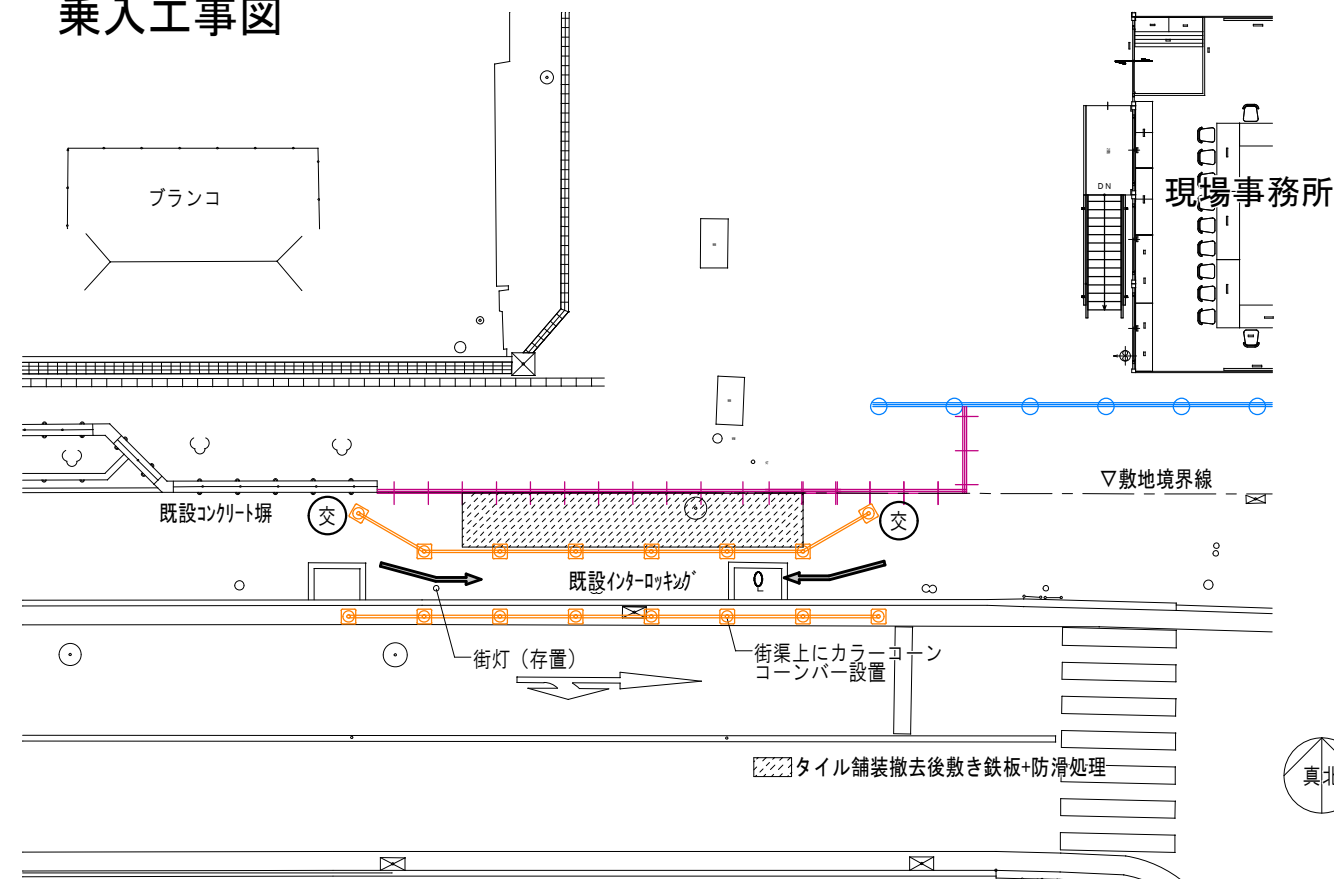 乗入工事図
ブランコ
DN
現場事務所
▽敷地境界線
既設コンクリート塀
交
交
既設インターロッキング
街灯（存置）
街渠上にカラーコーン
コーンバー設置
タイル舗装撤去後敷き鉄板+防滑処理
真北